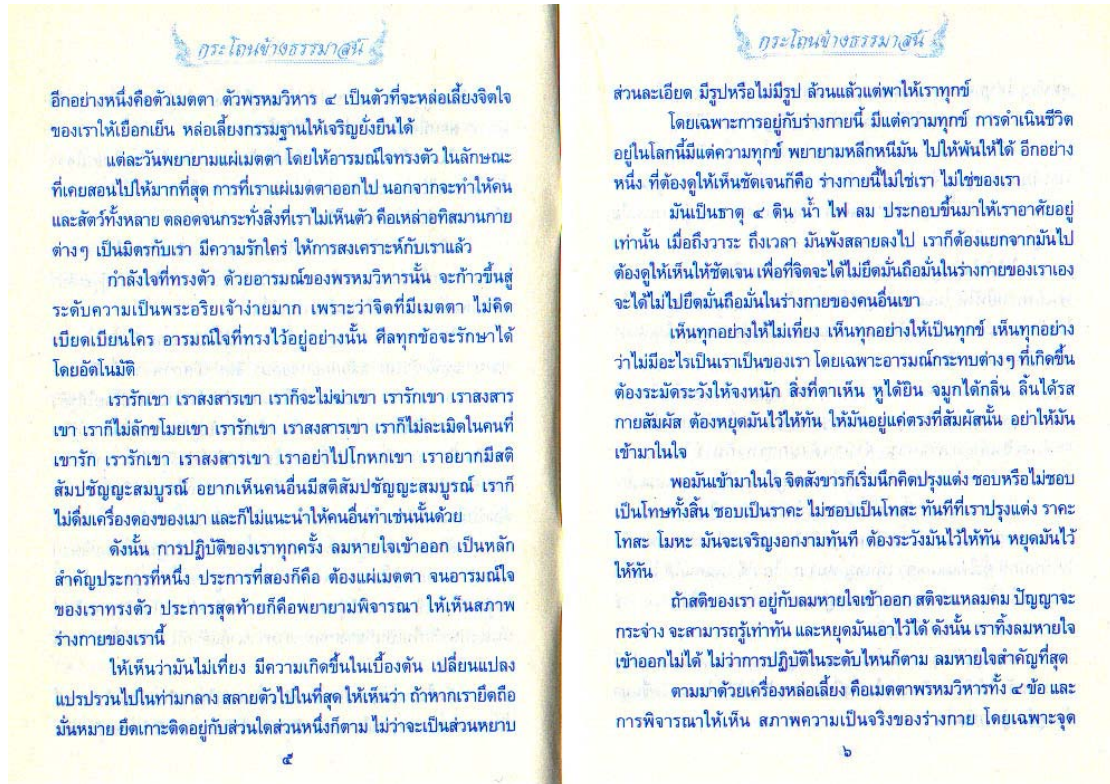 กระโถนข้างธรรมาสน์
อีกอย่างหนึ่งคือตัวเมตตา ตัวพรหมวิหาร ๔ เป็นตัวที่จะหล่อเลี้ยงจิตใจ
ของเราให้เยือกเย็น หล่อเลี้ยงกรรมฐานให้เจริญยั่งยืนได้
แต่ละวันพยายามแผ่เมตตา โดยให้อารมณ์ใจทรงตัว ในลักษณะ
ที่เคยสอนไปให้มากที่สุด การที่เราแผ่เมตตาออกไป นอกจากจะทำให้คน
และสัตว์ทั้งหลาย ตลอดจนกระทั่งสิ่งที่เราไม่เห็นตัว คือเหล่าอทิสมานกาย
ต่างๆ เป็นมิตรกับเรา มีความรักใคร่ ให้การสงเคราะห์กับเราแล้ว
กำลังใจที่ทรงตัว ด้วยอารมณ์ของพรหมวิหารนั้น จะก้าวขึ้นสู่
ระดับความเป็นพระอริยเจ้าง่ายมาก เพราะว่าจิตที่มีเมตตา ไม่คิด
เบียดเบียนใคร อารมณ์ใจที่ทรงไว้อยู่อย่างนั้น ศีลทุกข้อจะรักษาได้
โดยอัตโนมัติ
เรารักเขา เราสงสารเขา เราก็จะไม่ฆ่าเขา เรารักเขา เราสงสาร
เขา เราก็ไม่ลักขโมยเขา เรารักเขา เราสงสารเขา เราก็ไม่ละเมิดในคนที่
เขารัก เรารักเขา เราสงสารเขา เราอย่าไปโกหกเขา เราอยากมีสติ
สัมปชัญญะสมบูรณ์ อยากเห็นคนอื่นมีสติสัมปชัญญะสมบูรณ์ เราก็
ไม่ดื่มเครื่องดองของเมา และก็ไม่แนะนำให้คนอื่นทำเช่นนั้นด้วย
ดังนั้น การปฏิบัติของเราทุกครั้ง ลมหายใจเข้าออก เป็นหลัก
สำคัญประการที่หนึ่ง ประการที่สองก็คือ ต้องแผ่เมตตา จนอารมณ์ใจ
ของเราทรงตัว ประการสุดท้ายก็คือพยายามพิจารณา ให้เห็นสภาพ
ร่างกายของเรานี้
ให้เห็นว่ามันไม่เที่ยง มีความเกิดขึ้นในเบื้องต้น เปลี่ยนแปลง
แปรปรวนไปในท่ามกลาง สลายตัวไปในที่สุด ให้เห็นว่า ถ้าหากเรายึดถือ
มั่นหมาย ยึดเกาะติดอยู่กับส่วนใดส่วนหนึ่งก็ตาม ไม่ว่าจะเป็นส่วนหยาบ
๕
กระโถนข้างธรรมาสน์
ส่วนละเอียด มีรูปหรือไม่มีรูป ล้วนแล้วแต่พาให้เราทุกข์
โดยเฉพาะการอยู่กับร่างกายนี้ มีแต่ความทุกข์ การดำเนินชีวิต
อยู่ในโลกนี้มีแต่ความทุกข์ พยายามหลีกหนีมัน ไปให้พ้นให้ได้ อีกอย่าง
หนึ่ง ที่ต้องดูให้เห็นชัดเจนก็คือ ร่างกายนี้ไม่ใช่เรา ไม่ใช่ของเรา
มันเป็นธาตุ ๔ ดิน น้ำ ไฟ ลม ประกอบขึ้นมาให้เราอาศัยอยู่
เท่านั้น เมื่อถึงวาระ ถึงเวลา มันพังสลายลงไป เราก็ต้องแยกจากมันไป
ต้องดูให้เห็นให้ชัดเจน เพื่อที่จิตจะได้ไม่ยึดมั่นถือมั่นในร่างกายของเราเอง
จะได้ไม่ไปยึดมั่นถือมั่นในร่างกายของคนอื่นเขา
เห็นทุกอย่างให้ไม่เที่ยง เห็นทุกอย่างให้เป็นทุกข์ เห็นทุกอย่าง
ว่าไม่มีอะไรเป็นเราเป็นของเรา โดยเฉพาะอารมณ์กระทบต่างๆ ที่เกิดขึ้น
ต้องระมัดระวังให้จงหนัก สิ่งที่ตาเห็น หูได้ยิน จมูกได้กลิ่น ลิ้นได้รส
กายสัมผัส ต้องหยุดมันไว้ให้ทัน ให้มันอยู่แค่ตรงที่สัมผัสนั้น อย่าให้มัน
เข้ามาในใจ
พอมันเข้ามาในใจ จิตสังขารก็เริ่มนึกคิดปรุงแต่ง ชอบหรือไม่ชอบ
เป็นโทษทั้งสิ้น ชอบเป็นราคะ ไม่ชอบเป็นโทสะ ทันทีที่เราปรุงแต่ง ราคะ
โทสะ โมหะ มันจะเจริญงอกงามทันที ต้องระวังมันไว้ให้ทัน หยุดมันไว้
ให้ทัน
ถ้าสติของเรา อยู่กับลมหายใจเข้าออก สติจะแหลมคม ปัญญาจะ
กระจ่าง จะสามารถรู้เท่าทัน และหยุดมันเอาไว้ได้ ดังนั้น เราทิ้งลมหายใจ
เข้าออกไม่ได้ ไม่ว่าการปฏิบัติในระดับไหนก็ตาม ลมหายใจสำคัญที่สุด
ตามมาด้วยเครื่องหล่อเลี้ยง คือเมตตาพรหมวิหารทั้ง ๔ ข้อ และ
การพิจารณาให้เห็น สภาพความเป็นจริงของร่างกาย โดยเฉพาะจุด
๖